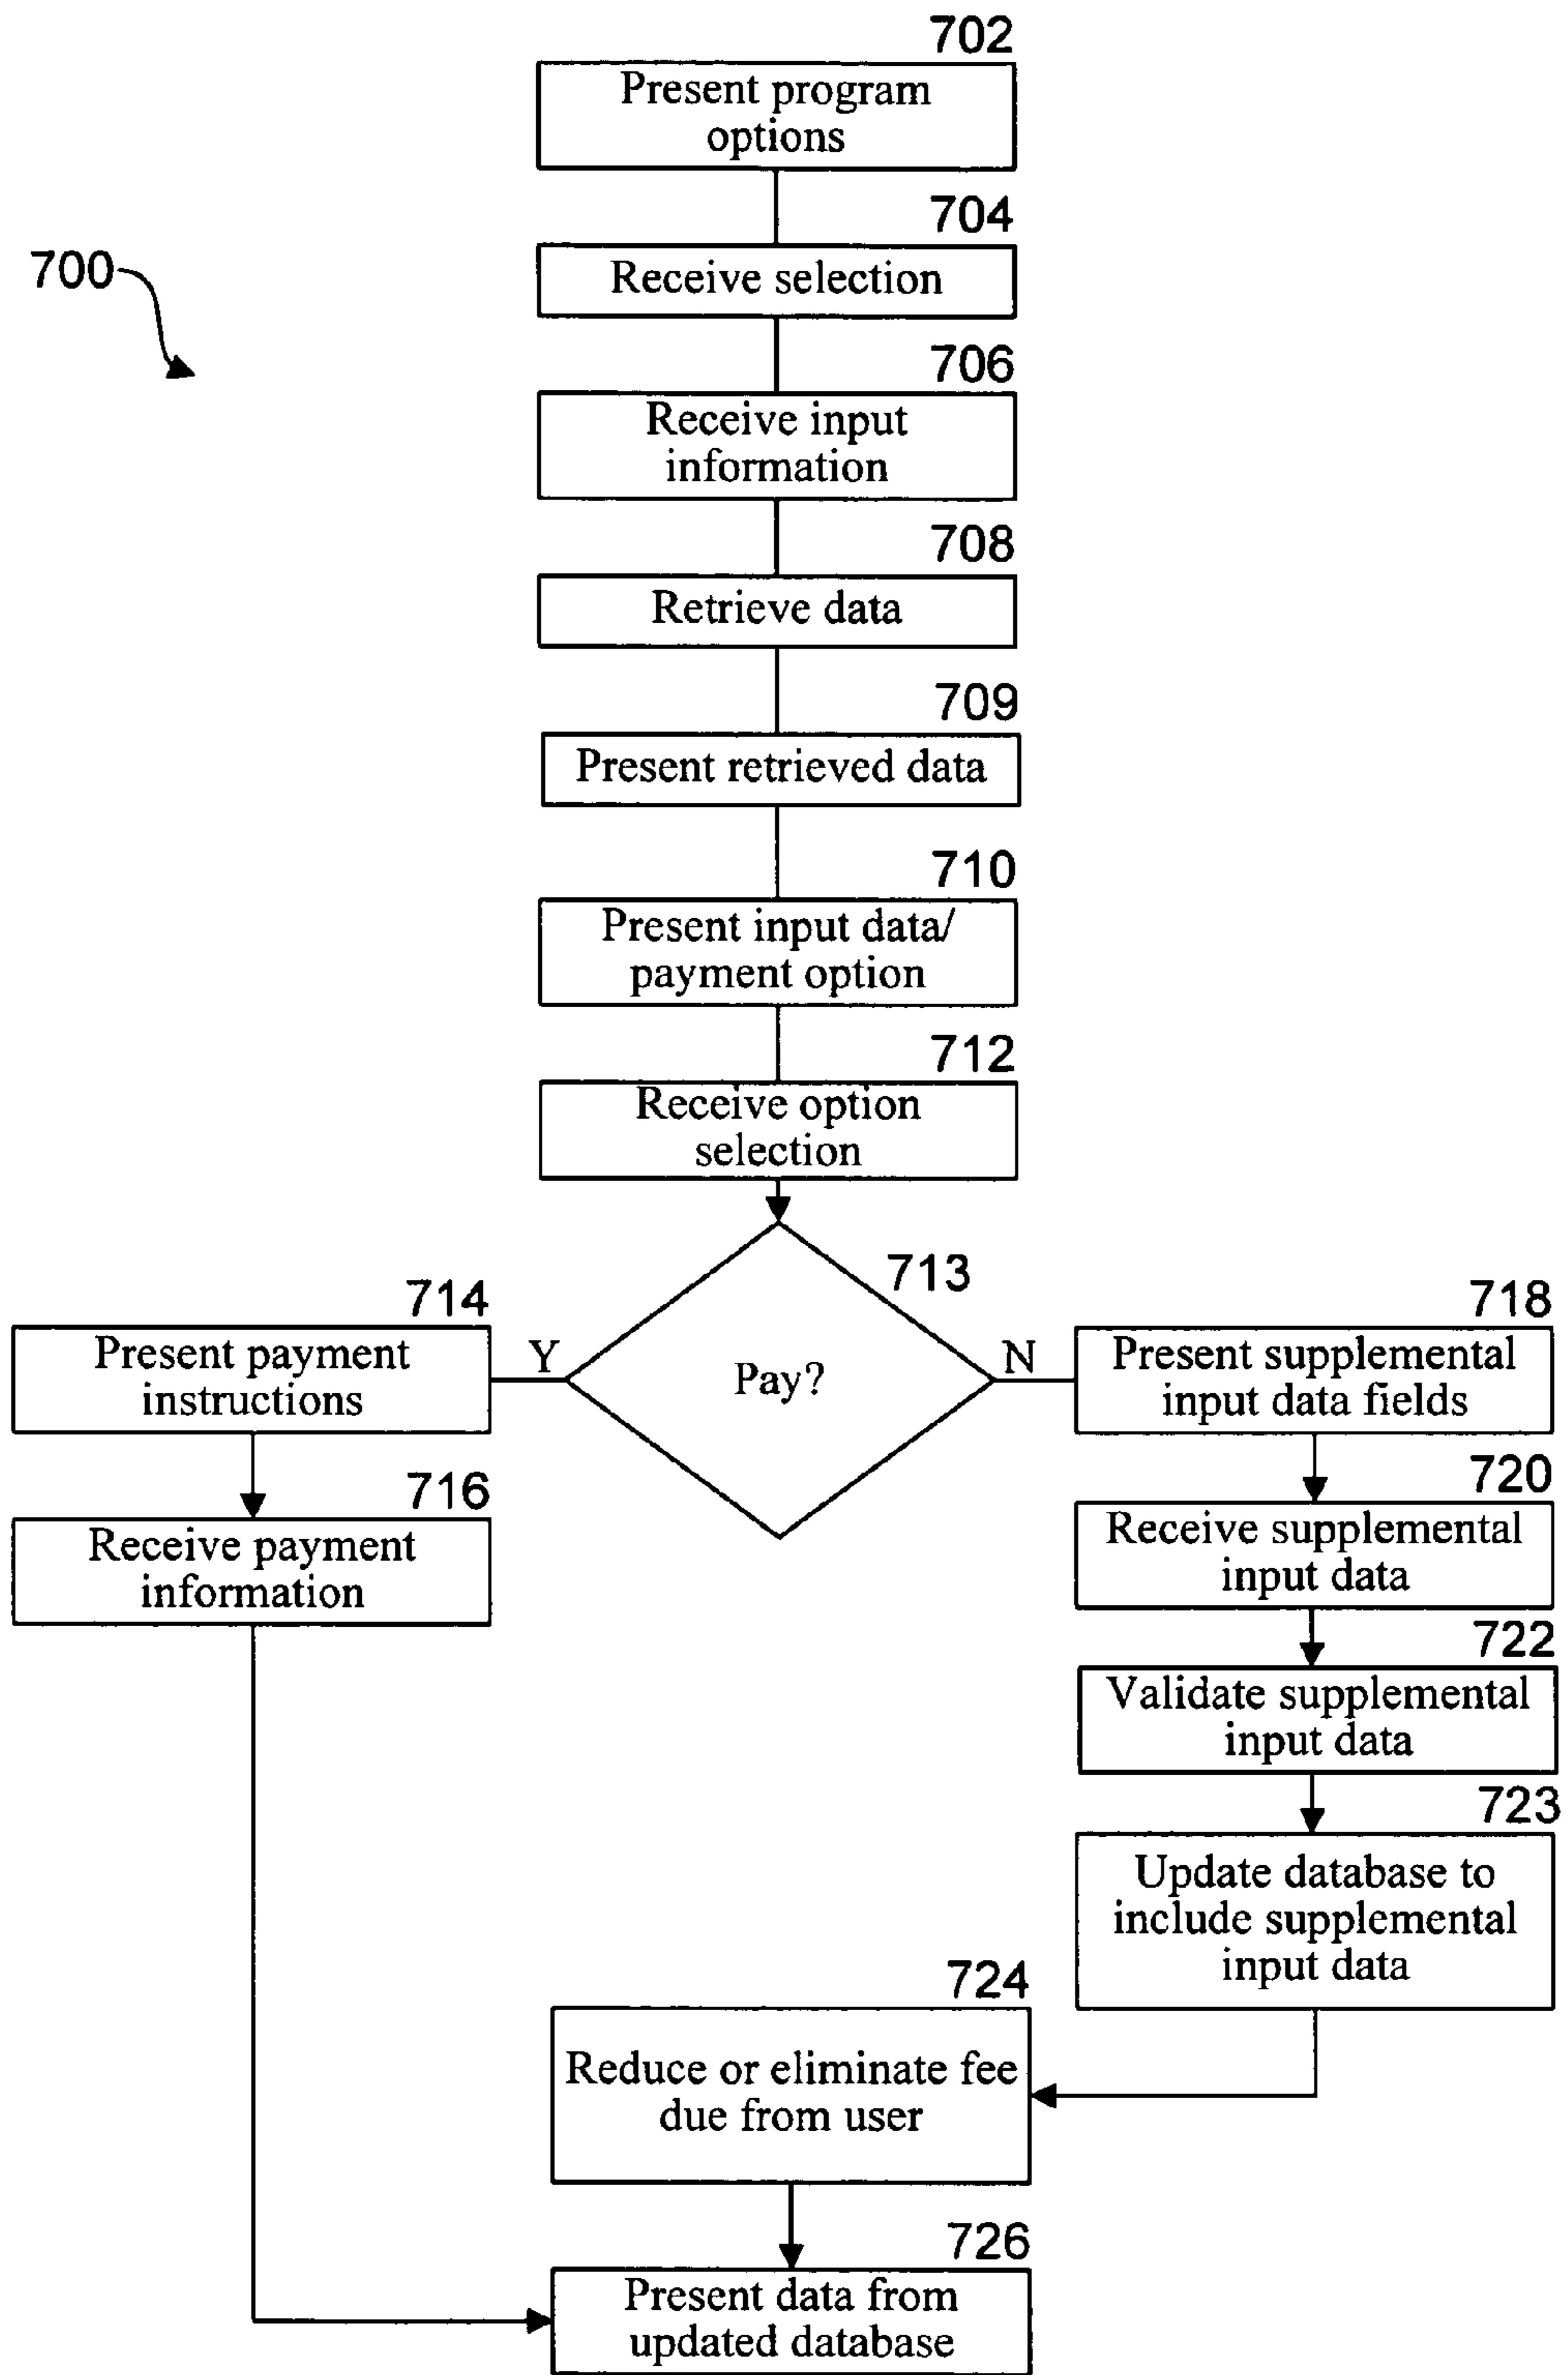 702
Present program
options
704
Receive selection
700
706
Receive input
information
708
Retrieve data
709
Present retrieved data
710
Present input data/
payment option
712
Receive option
selection
713
Pay?
Y
N
714
Present payment
instructions
716
Receive payment
information
718
Present supplemental
input data fields
720
Receive supplemental
input data
722
Validate supplemental
input data
723
Update database to
include supplemental
input data
724
Reduce or eliminate fee
due from user
726
Present data from
updated database